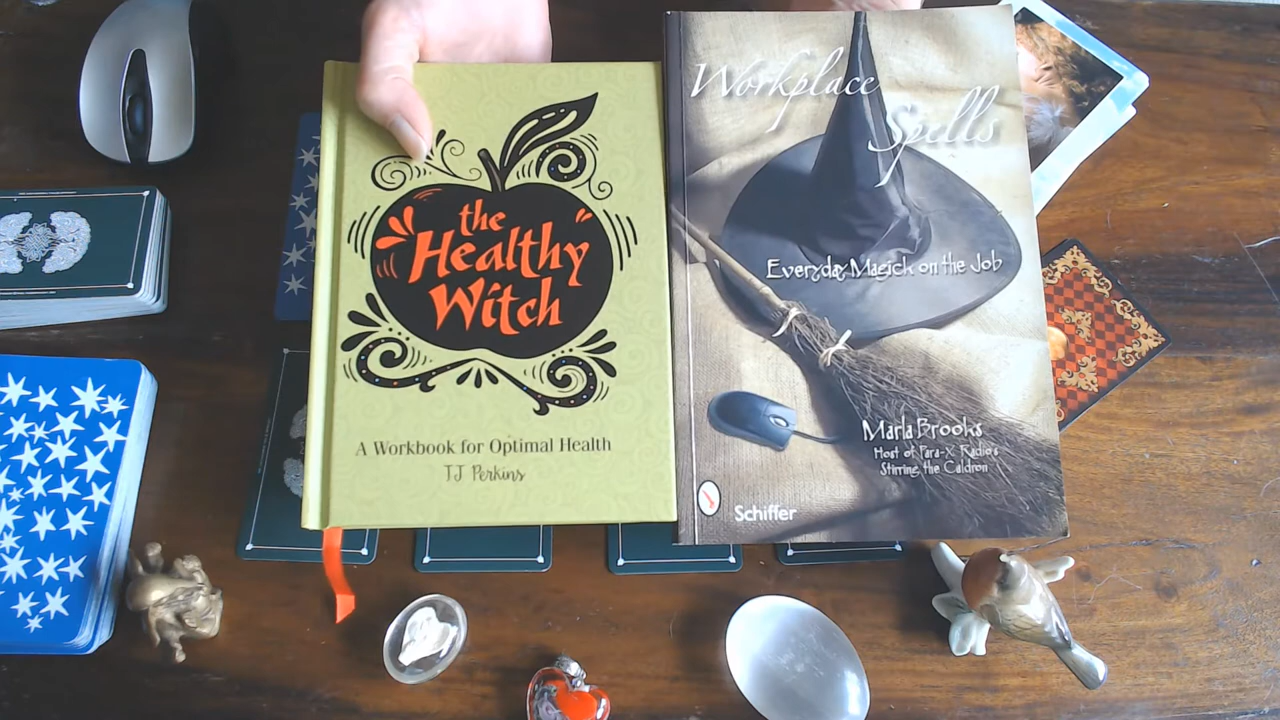 the
Healthy
Witch
A Workbook for Optimal Health
TJ Perkins
Workplace
Spells
Everyday Magick on the Job
Marla Brooks
Host of Para-X Radio's
Stirring the Caldron
Schiffer